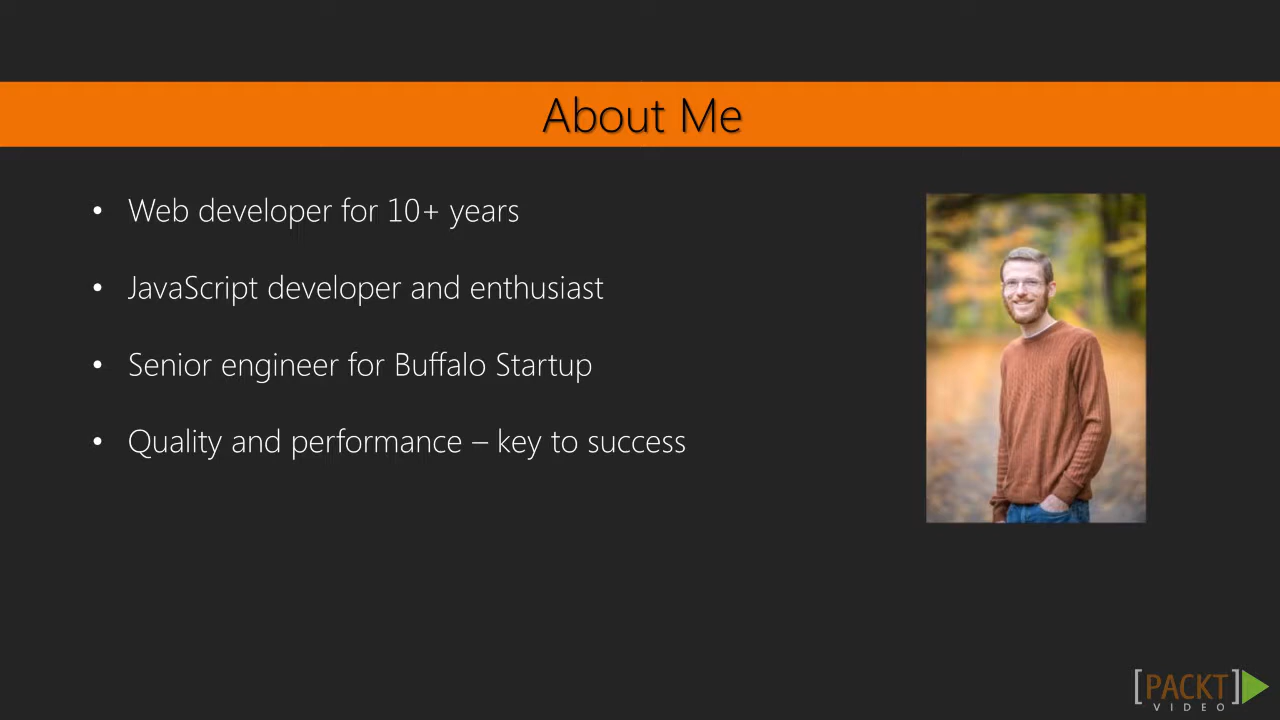 About Me
• Web developer for 10+ years
• JavaScript developer and enthusiast
• Senior engineer for Buffalo Startup
• Quality and performance – key to success
[PACKT]
VIDEO